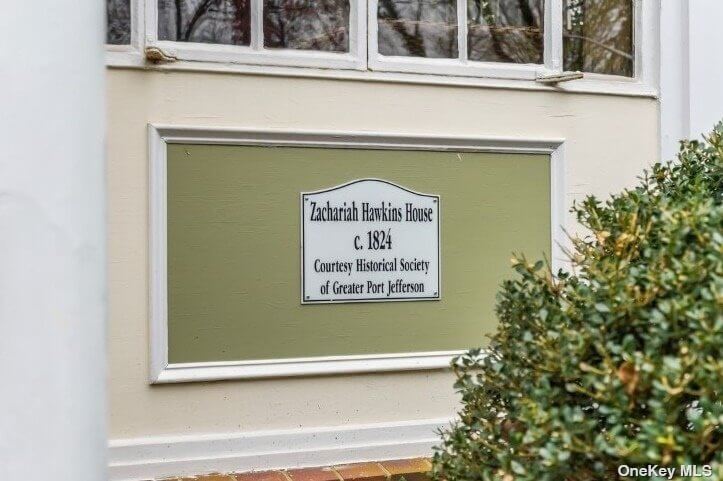 Zachariah Hawkins House
c. 1824
Courtesy Historical Society
of Greater Port Jefferson
OneKey MLS